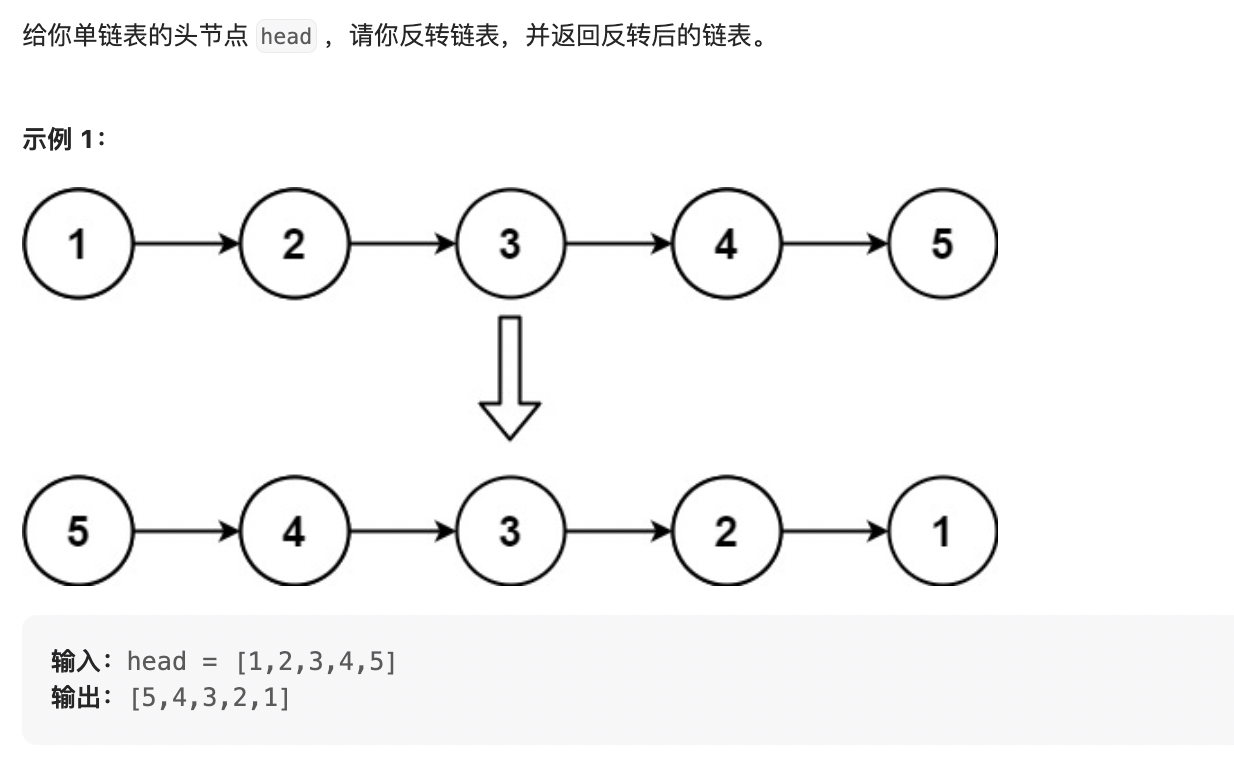 给你单链表的头节点 head ，请你反转链表，并返回反转后的链表。
示例 1：
1 2 3 4 5
5 4 3 2 1
输入：head = [1,2,3,4,5]
输出：[5,4,3,2,1]